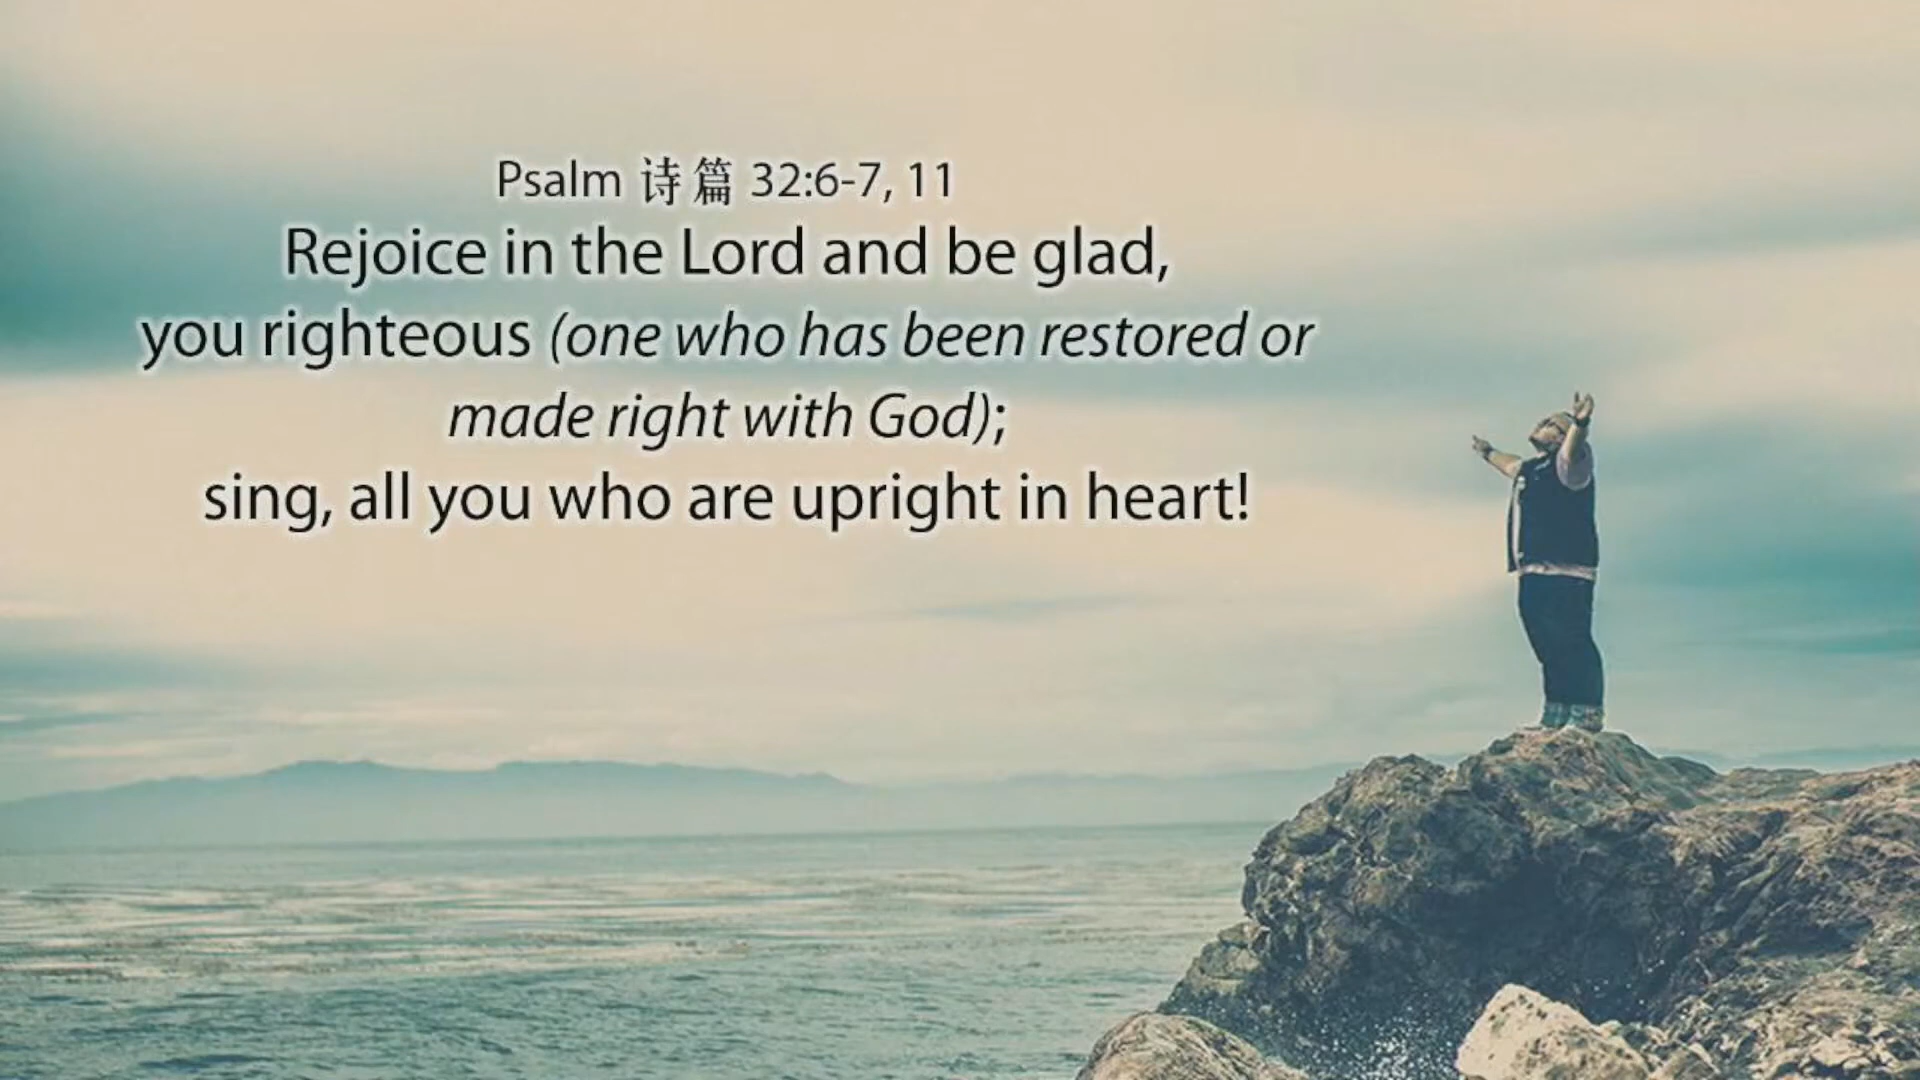 Psalm 诗篇 32:6-7, 11
Rejoice in the Lord and be glad,
you righteous (one who has been restored or
made right with God);
sing, all you who are upright in heart!